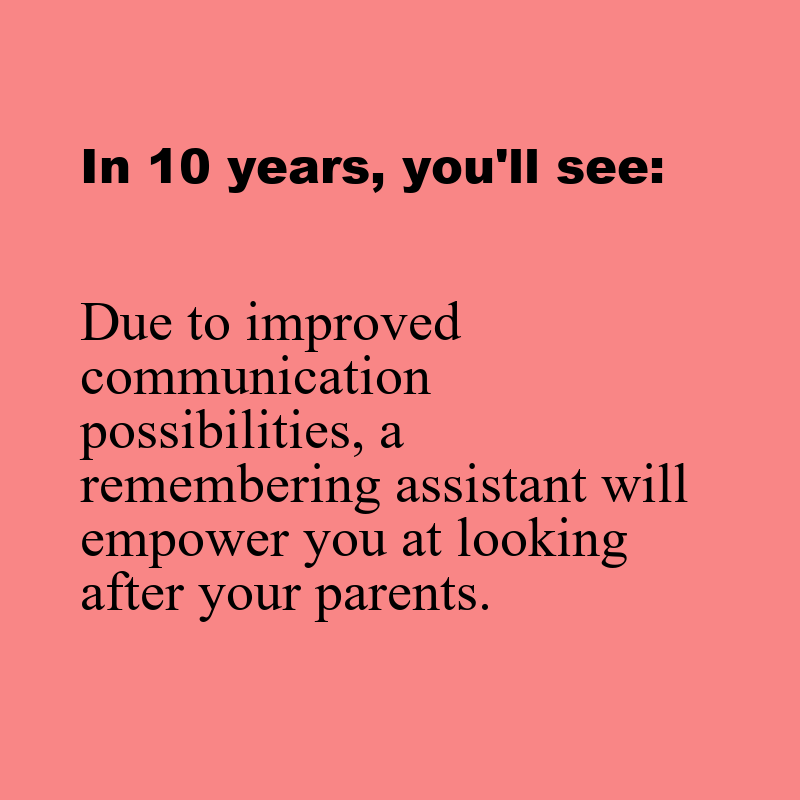 In 10 years, you'll see:
Due to improved
communication
possibilities, a
remembering assistant will
empower you at looking
after your parents.